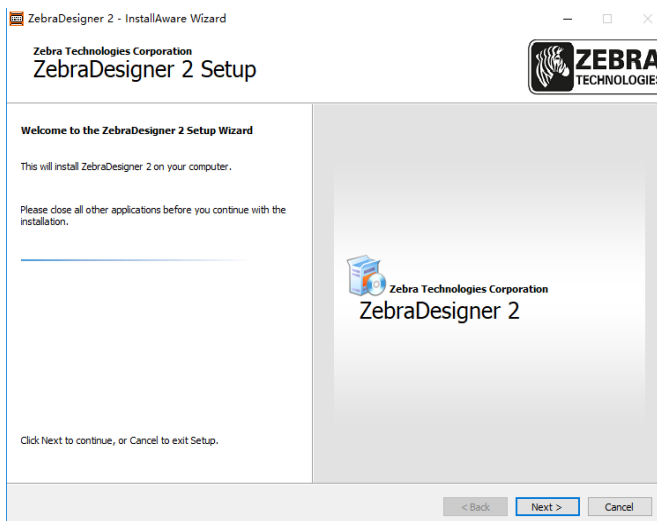 ZebraDesigner 2 - InstallAware Wizard
Zebra Technologies Corporation
ZebraDesigner 2 Setup
ZEBRA
TECHNOLOGIES
Welcome to the ZebraDesigner 2 Setup Wizard
This will install ZebraDesigner 2 on your computer.
Please close all other applications before you continue with the
installation.
Zebra Technologies Corporation
ZebraDesigner 2
Click Next to continue, or Cancel to exit Setup.
< Back
Next >
Cancel